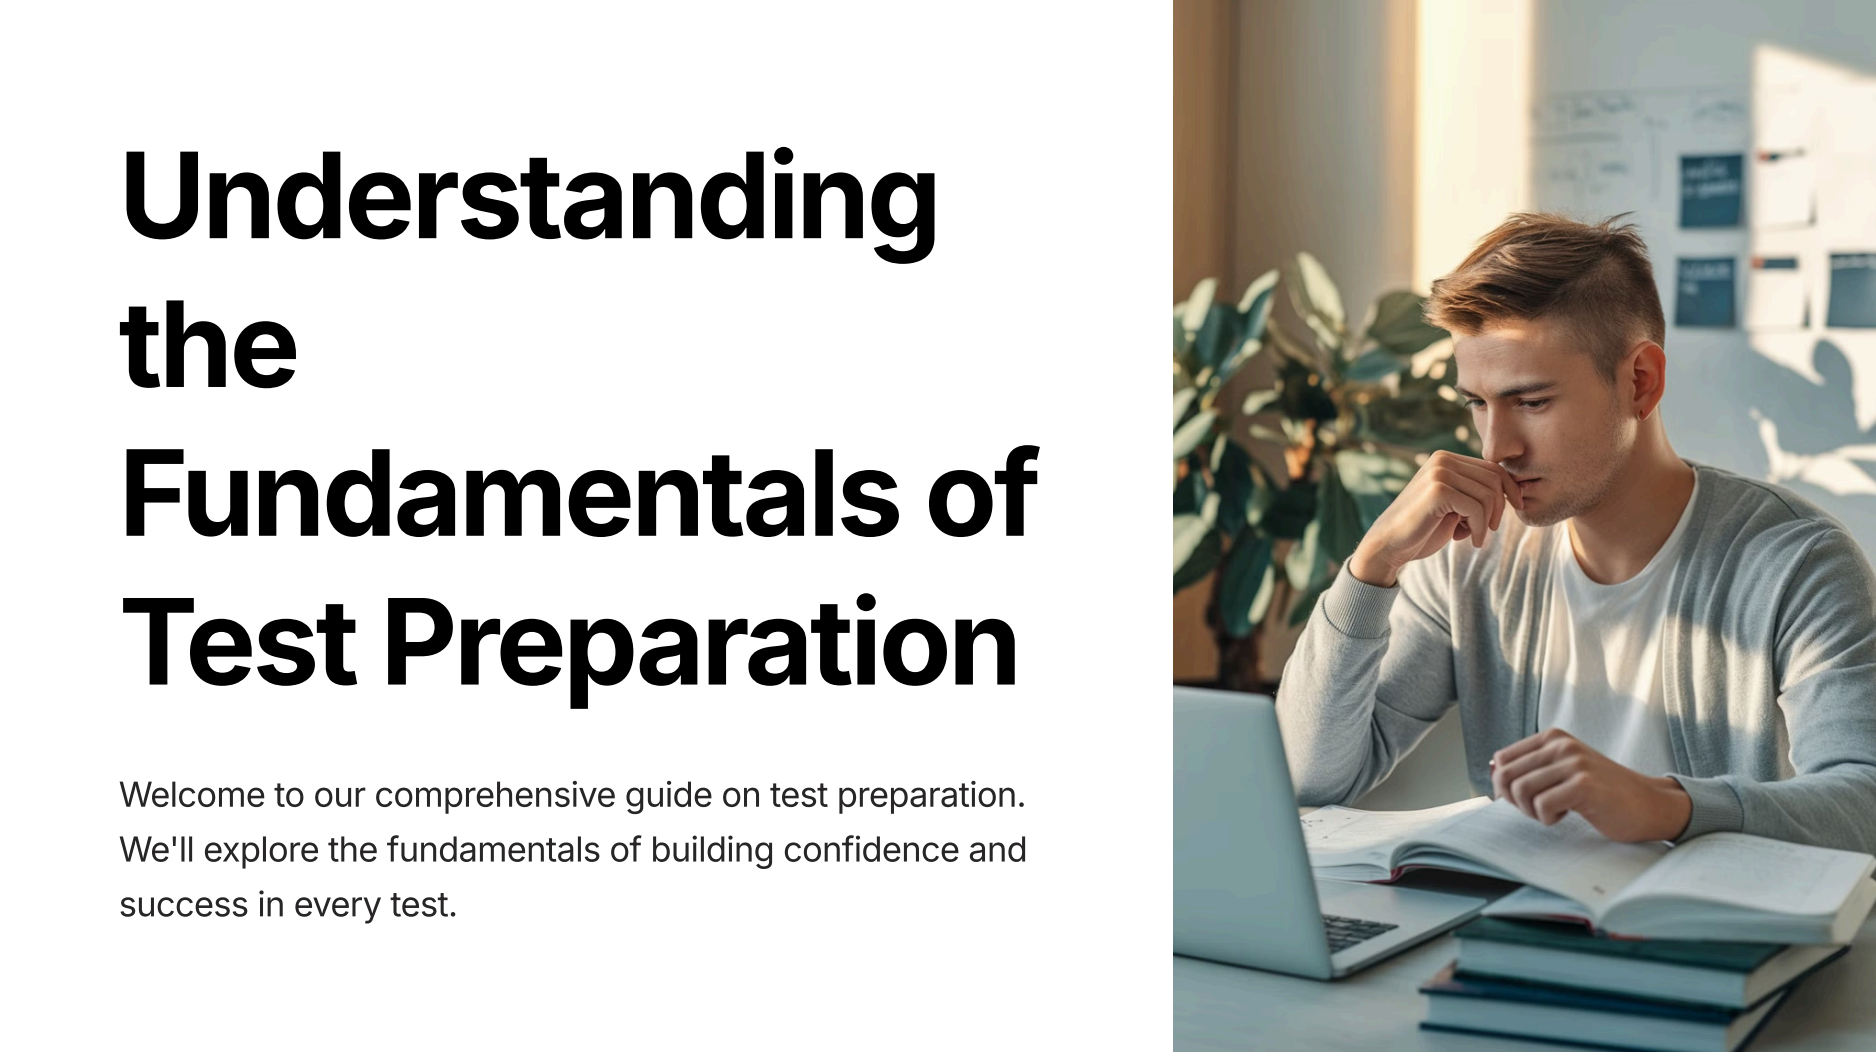 Understanding
the
Fundamentals of
Test Preparation
Welcome to our comprehensive guide on test preparation.
We'll explore the fundamentals of building confidence and
success in every test.